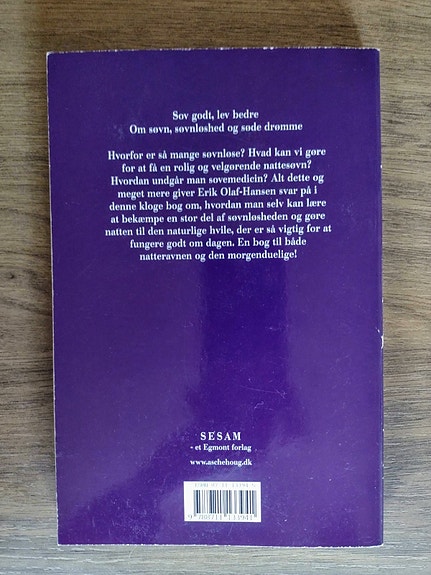 Sov godt, lev bedre
Om søvn, søvnløshed og søde drømme
Hvorfor er så mange søvnløse? Hvad kan vi gøre
for at få en rolig og velgørende nattesøvn?
Hvordan undgår man sovemedicin? Alt dette og
meget mere giver Erik Olaf-Hansen svar på i
denne kloge bog om, hvordan man selv kan lære
at bekæmpe en stor del af søvnløsheden og gøre
natten til den naturlige hvile, der er så vigtig for at
fungere godt om dagen. En bog til både
natteravnen og den morgenduelige!
SESAM
- et Egmont forlag
www.aschehoug.dk